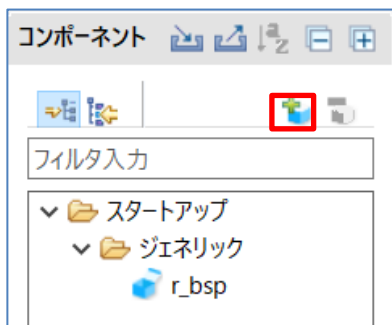 コンポーネント
フィルタ入力
スタートアップ
ジェネリック
r_bsp